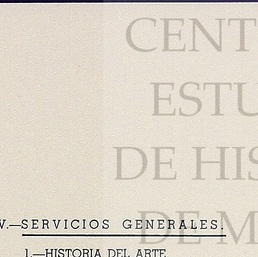 CENT
ESTU
DE HIS
V.—SERVICIOS GENERALES.
DE M
1.—HISTORIA DEL ARTE